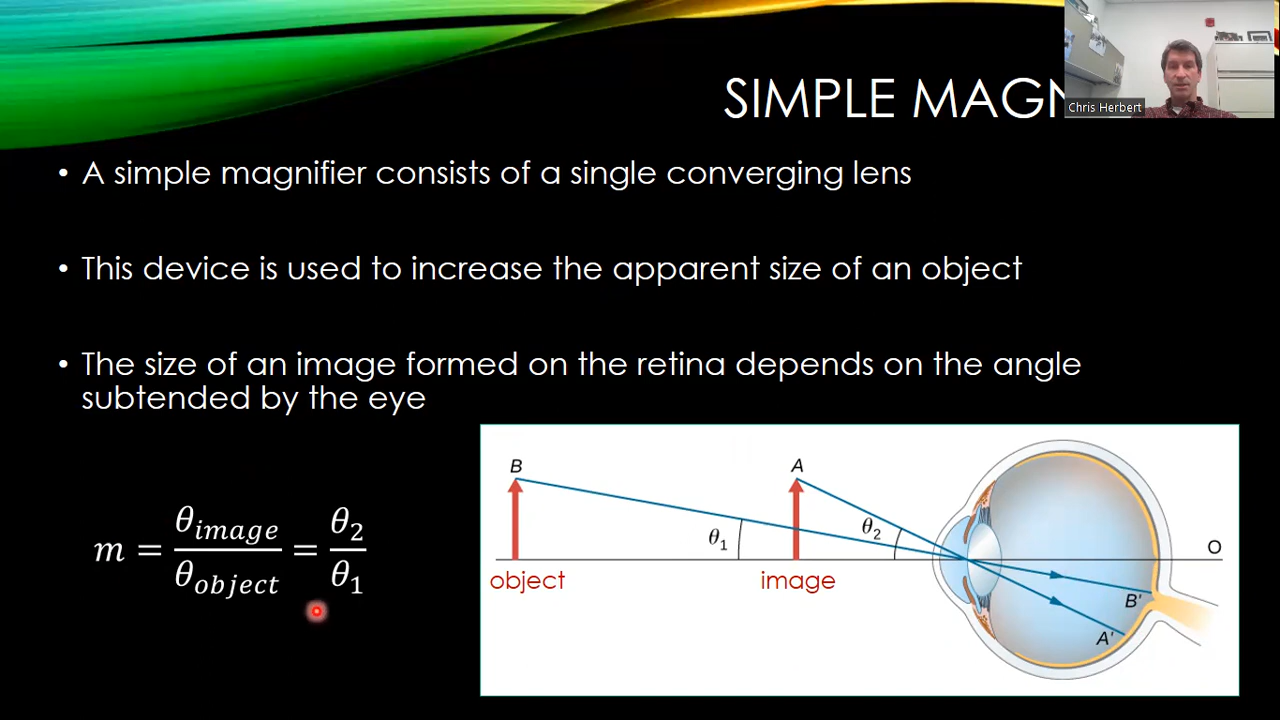 SIMPLE MAGN
Chris Herbert
• A simple magnifier consists of a single converging lens
• This device is used to increase the apparent size of an object
• The size of an image formed on the retina depends on the angle
subtended by the eye
m = θ_image / θ_object = θ₂ / θ₁
B
A
θ₁
θ₂
O
object
image
B'
A'